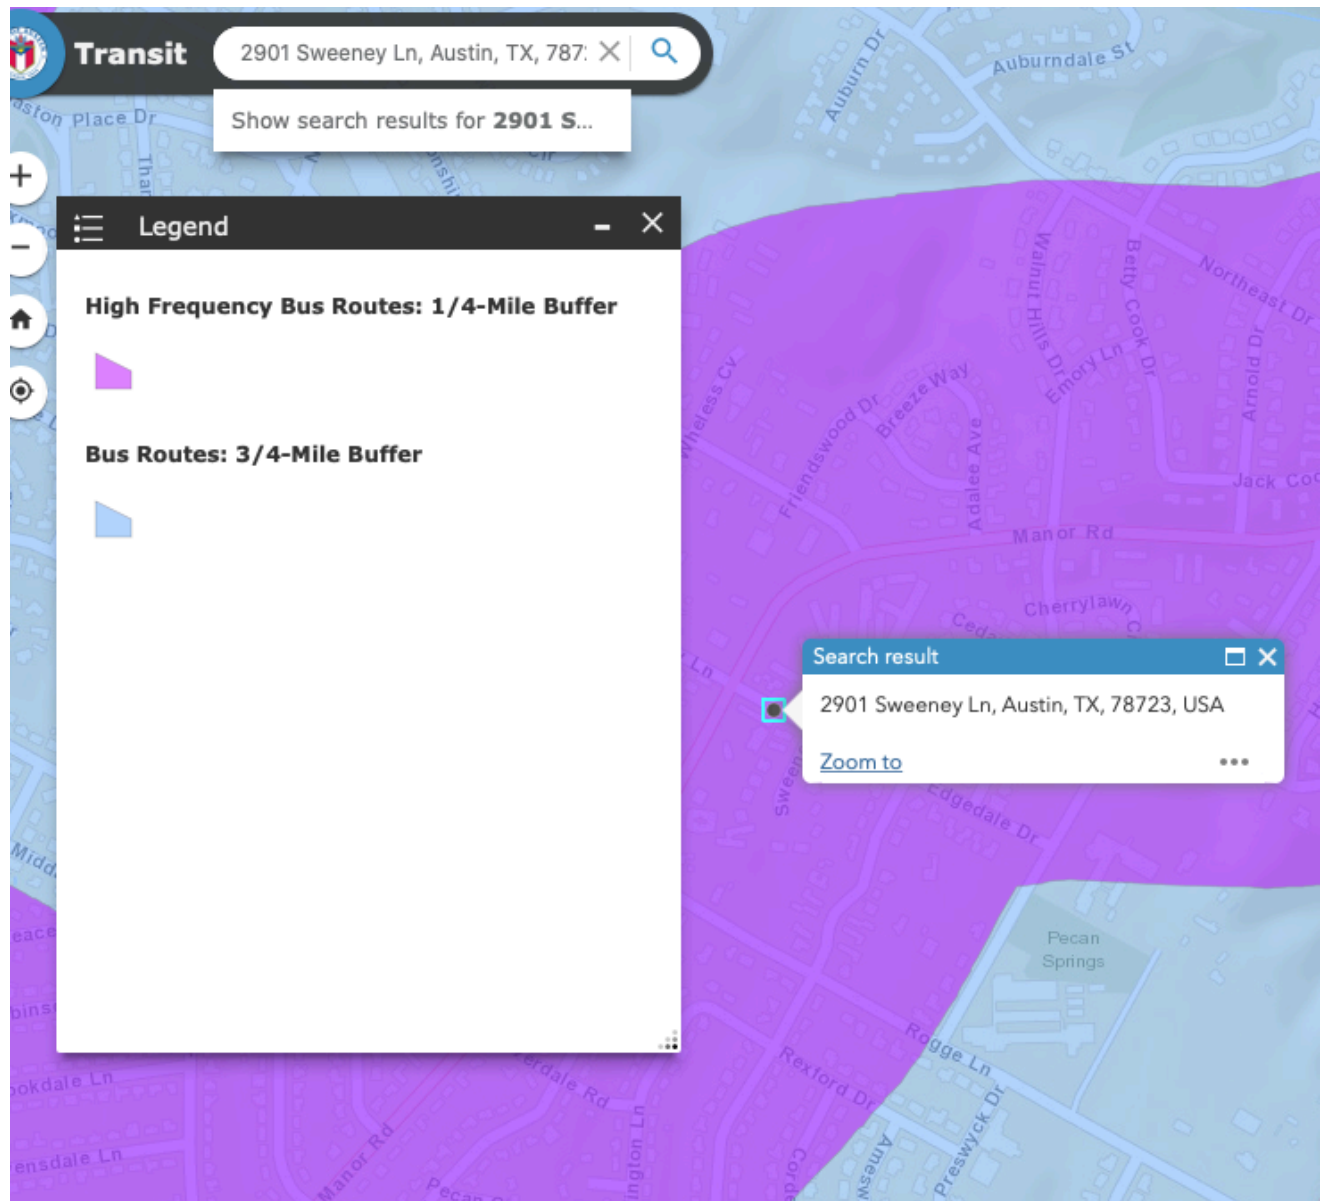 Transit
2901 Sweeney Ln, Austin, TX, 787
Show search results for 2901 S...
Place Dr
Auburn Dr
Auburndale St
Legend
High Frequency Bus Routes: 1/4-Mile Buffer
Bus Routes: 3/4-Mile Buffer
Walnut Hills Dr
Betty Cook Dr
Northeast Dr
Arnold Dr
Emory Ln
Wheless Cv
Friendswood Dr
Breeze Way
Adalee Ave
Jack Coo
Manor Rd
Cherrylawn
Search result
2901 Sweeney Ln, Austin, TX, 78723, USA
Zoom to
Edgedale Dr
Pecan
Springs
Rogge Ln
Rexford Dr
Preswyck Dr
Manor Rd